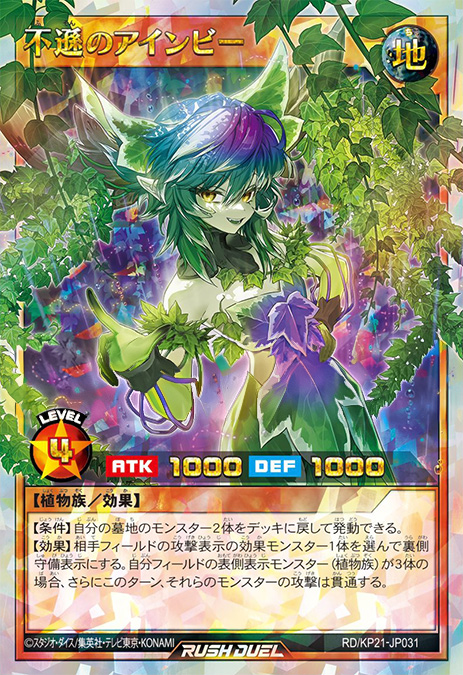 不遜のアインビー
ち
地
LEVEL
4
ATK 1000 DEF 1000
【植物族／効果】
【条件】自分の墓地のモンスター2体をデッキに戻して発動できる。
【効果】相手フィールドの攻撃表示の効果モンスター1体を選んで裏側
守備表示にする。自分フィールドの表側表示モンスター（植物族）が3体の
場合、さらにこのターン、それらのモンスターの攻撃は貫通する。
©スタジオ・ダイス/集英社・テレビ東京・KONAMI
RUSH DUEL
RD/KP21-JP031